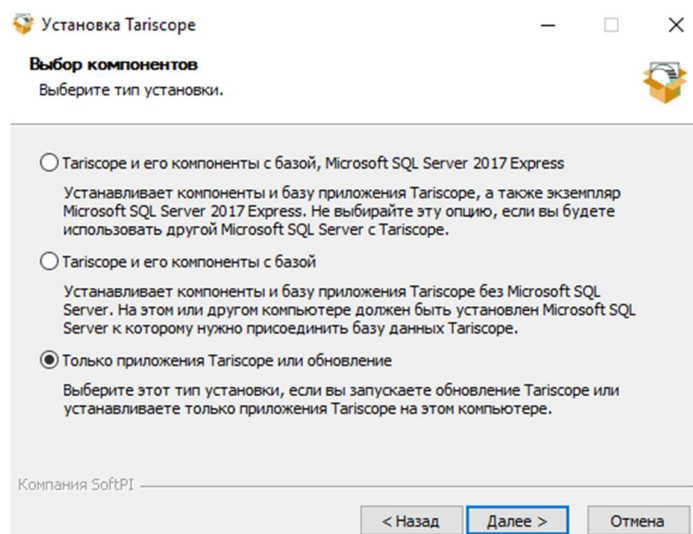 Установка Tariscope
Выбор компонентов
Выберите тип установки.
Tariscope и его компоненты с базой, Microsoft SQL Server 2017 Express
Устанавливает компоненты и базу приложения Tariscope, а также экземпляр
Microsoft SQL Server 2017 Express. Не выбирайте эту опцию, если вы будете
использовать другой Microsoft SQL Server с Tariscope.
Tariscope и его компоненты с базой
Устанавливает компоненты и базу приложения Tariscope без Microsoft SQL
Server. На этом или другом компьютере должен быть установлен Microsoft SQL
Server к которому нужно присоединить базу данных Tariscope.
Только приложения Tariscope или обновление
Выберите этот тип установки, если вы запускаете обновление Tariscope или
устанавливаете только приложения Tariscope на этом компьютере.
Компания SoftPI
< Назад Далее > Отмена